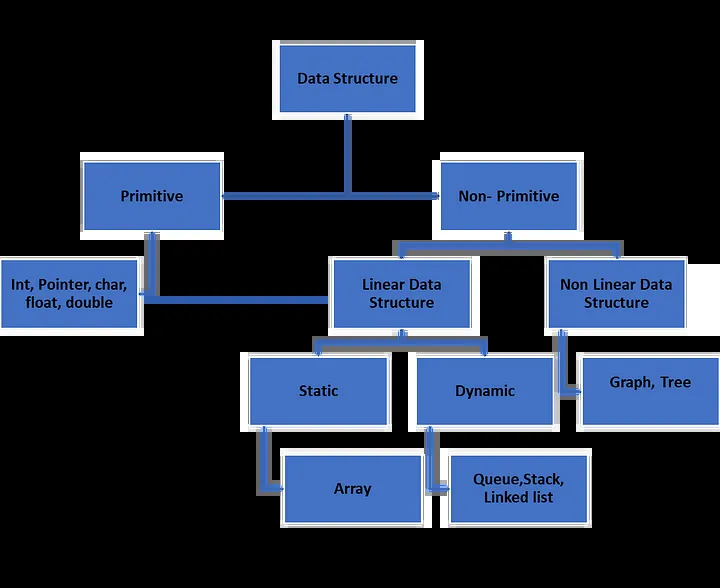 Data Structure
Primitive
Non- Primitive
Int, Pointer, char,
float, double
Linear Data
Structure
Non Linear Data
Structure
Static
Dynamic
Graph, Tree
Array
Queue,Stack,
Linked list